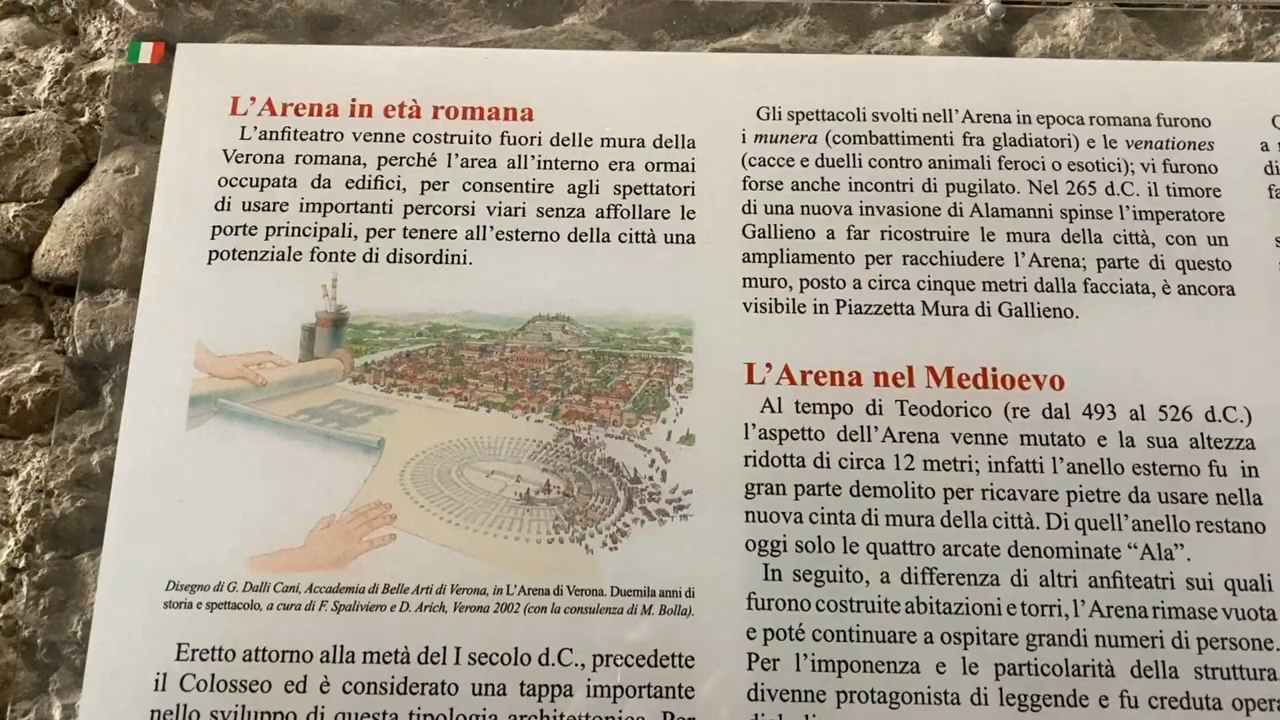 L'Arena in età romana
L'anfiteatro venne costruito fuori delle mura della
Verona romana, perché l'area all'interno era ormai
occupata da edifici, per consentire agli spettatori
di usare importanti percorsi viari senza affollare le
porte principali, per tenere all'esterno della città una
potenziale fonte di disordini.
Disegno di G. Dalli Cani, Accademia di Belle Arti di Verona, in L'Arena di Verona. Duemila anni di
storia e spettacolo, a cura di F. Spaliviero e D. Arich, Verona 2002 (con la consulenza di M. Bolla).
Eretto attorno alla metà del I secolo d.C., precedette
il Colosseo ed è considerato una tappa importante
nello sviluppo di questa tipologia architettonica. Per
Gli spettacoli svolti nell'Arena in epoca romana furono
i munera (combattimenti fra gladiatori) e le venationes
(cacce e duelli contro animali feroci o esotici); vi furono
forse anche incontri di pugilato. Nel 265 d.C. il timore
di una nuova invasione di Alamanni spinse l'imperatore
Gallieno a far ricostruire le mura della città, con un
ampliamento per racchiudere l'Arena; parte di questo
muro, posto a circa cinque metri dalla facciata, è ancora
visibile in Piazzetta Mura di Gallieno.
L'Arena nel Medioevo
Al tempo di Teodorico (re dal 493 al 526 d.C.)
l'aspetto dell'Arena venne mutato e la sua altezza
ridotta di circa 12 metri; infatti l'anello esterno fu in
gran parte demolito per ricavare pietre da usare nella
nuova cinta di mura della città. Di quell'anello restano
oggi solo le quattro arcate denominate “Ala”.
In seguito, a differenza di altri anfiteatri sui quali
furono costruite abitazioni e torri, l'Arena rimase vuota
e poté continuare a ospitare grandi numeri di persone.
Per l'imponenza e le particolarità della struttura
divenne protagonista di leggende e fu creduta opera